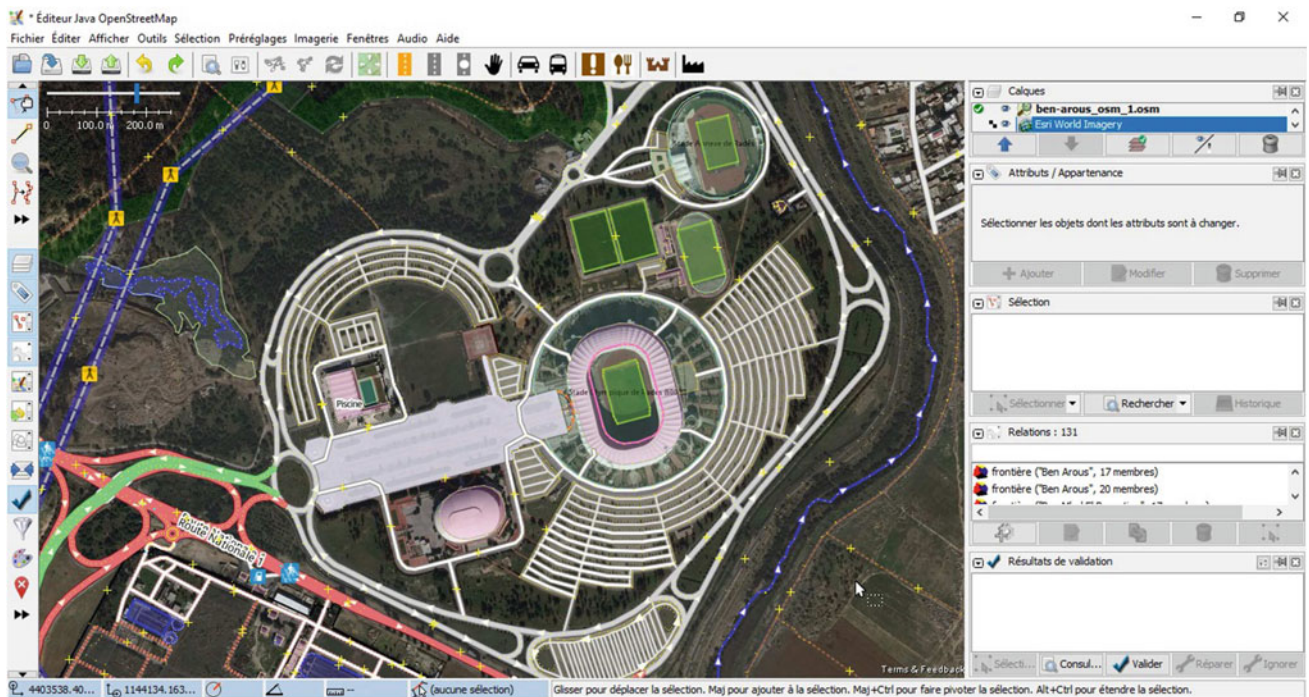 * Éditeur Java OpenStreetMap
Fichier Éditer Afficher Outils Sélection Préréglages Imagerie Fenêtres Audio Aide
0 100.0 m 200.0 m
Calques
ben-arous_osm_1.osm
Esri World Imagery
Attributs / Appartenance
Sélectionner les objets dont les attributs sont à changer.
Ajouter Modifier Supprimer
Sélection
Sélectionner Rechercher Historique
Relations : 131
frontière ("Ben Arous", 17 membres)
frontière ("Ben Arous", 20 membres)
Résultats de validation
Sélecti... Consul... Valider Réparer Ignorer
Piscine
Route Nationale 1
Terms & Feedback
4403538.40... 1144134.163... -- (aucune sélection) Glisser pour déplacer la sélection. Maj pour ajouter à la sélection. Maj+Ctrl pour faire pivoter la sélection. Alt+Ctrl pour étendre la sélection.